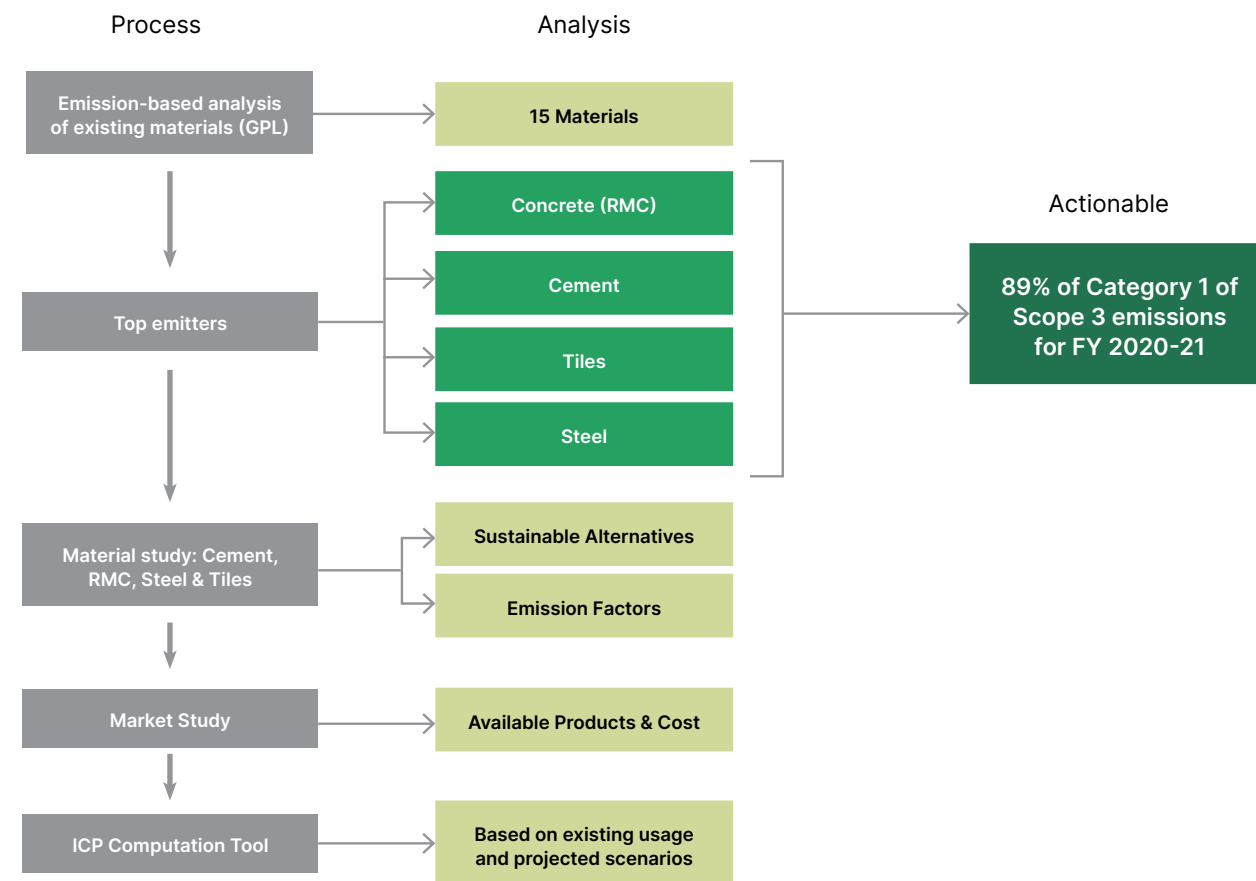 Process
Analysis
Emission-based analysis
of existing materials (GPL)
15 Materials
Concrete (RMC)
Actionable
Cement
89% of Category 1 of
Scope 3 emissions
for FY 2020-21
Top emitters
Tiles
Steel
Material study: Cement,
RMC, Steel & Tiles
Sustainable Alternatives
Emission Factors
Market Study
Available Products & Cost
ICP Computation Tool
Based on existing usage
and projected scenarios